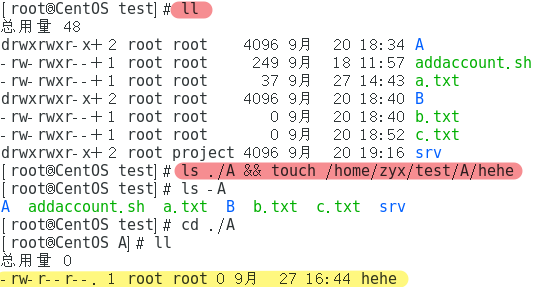 [root@CentOS test]# ll
总用量 48
drwxrwxr-x+ 2 root root    4096 9月  20 18:34 A
-rw-rwxr--+ 1 root root     249 9月  18 11:57 addaccount.sh
-rw-rwxr--+ 1 root root      37 9月  27 14:43 a.txt
drwxrwxr-x+ 2 root root    4096 9月  20 18:40 B
-rw-rwxr--+ 1 root root       0 9月  20 18:40 b.txt
-rw-rwxr--+ 1 root root       0 9月  20 18:52 c.txt
drwxrwxr-x+ 2 root project 4096 9月  20 19:16 srv
[root@CentOS test]# ls ./A && touch /home/zyx/test/A/hehe
[root@CentOS test]# ls -A
A  addaccount.sh  a.txt  B  b.txt  c.txt  srv
[root@CentOS test]# cd ./A
[root@CentOS A]# ll
总用量 0
-rw-r--r--. 1 root root 0 9月  27 16:44 hehe